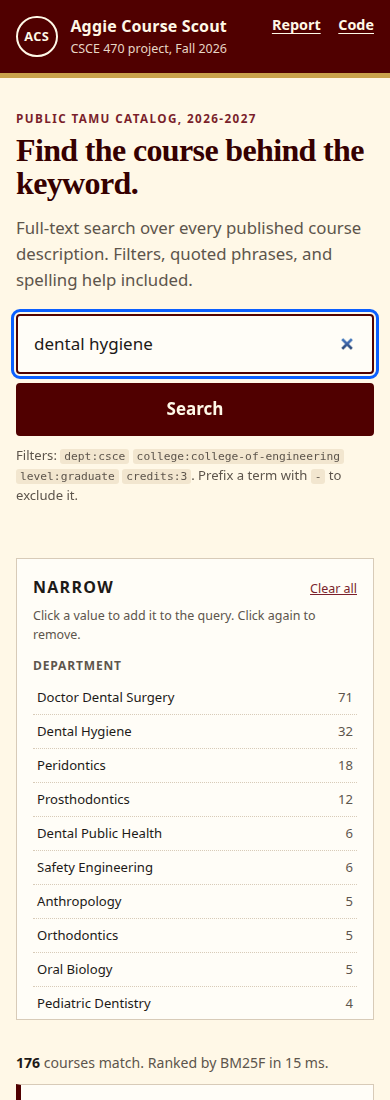 ACS
Aggie Course Scout
CSCE 470 project, Fall 2026
Report Code
PUBLIC TAMU CATALOG, 2026-2027
Find the course behind the
keyword.
Full-text search over every published course
description. Filters, quoted phrases, and
spelling help included.
dental hygiene
Search
Filters: dept:csce college:college-of-engineering
level:graduate credits:3. Prefix a term with - to
exclude it.
NARROW Clear all
Click a value to add it to the query. Click again to
remove.
DEPARTMENT
Doctor Dental Surgery 71
Dental Hygiene 32
Peridontics 18
Prosthodontics 12
Dental Public Health 6
Safety Engineering 6
Anthropology 5
Orthodontics 5
Oral Biology 5
Pediatric Dentistry 4
176 courses match. Ranked by BM25F in 15 ms.